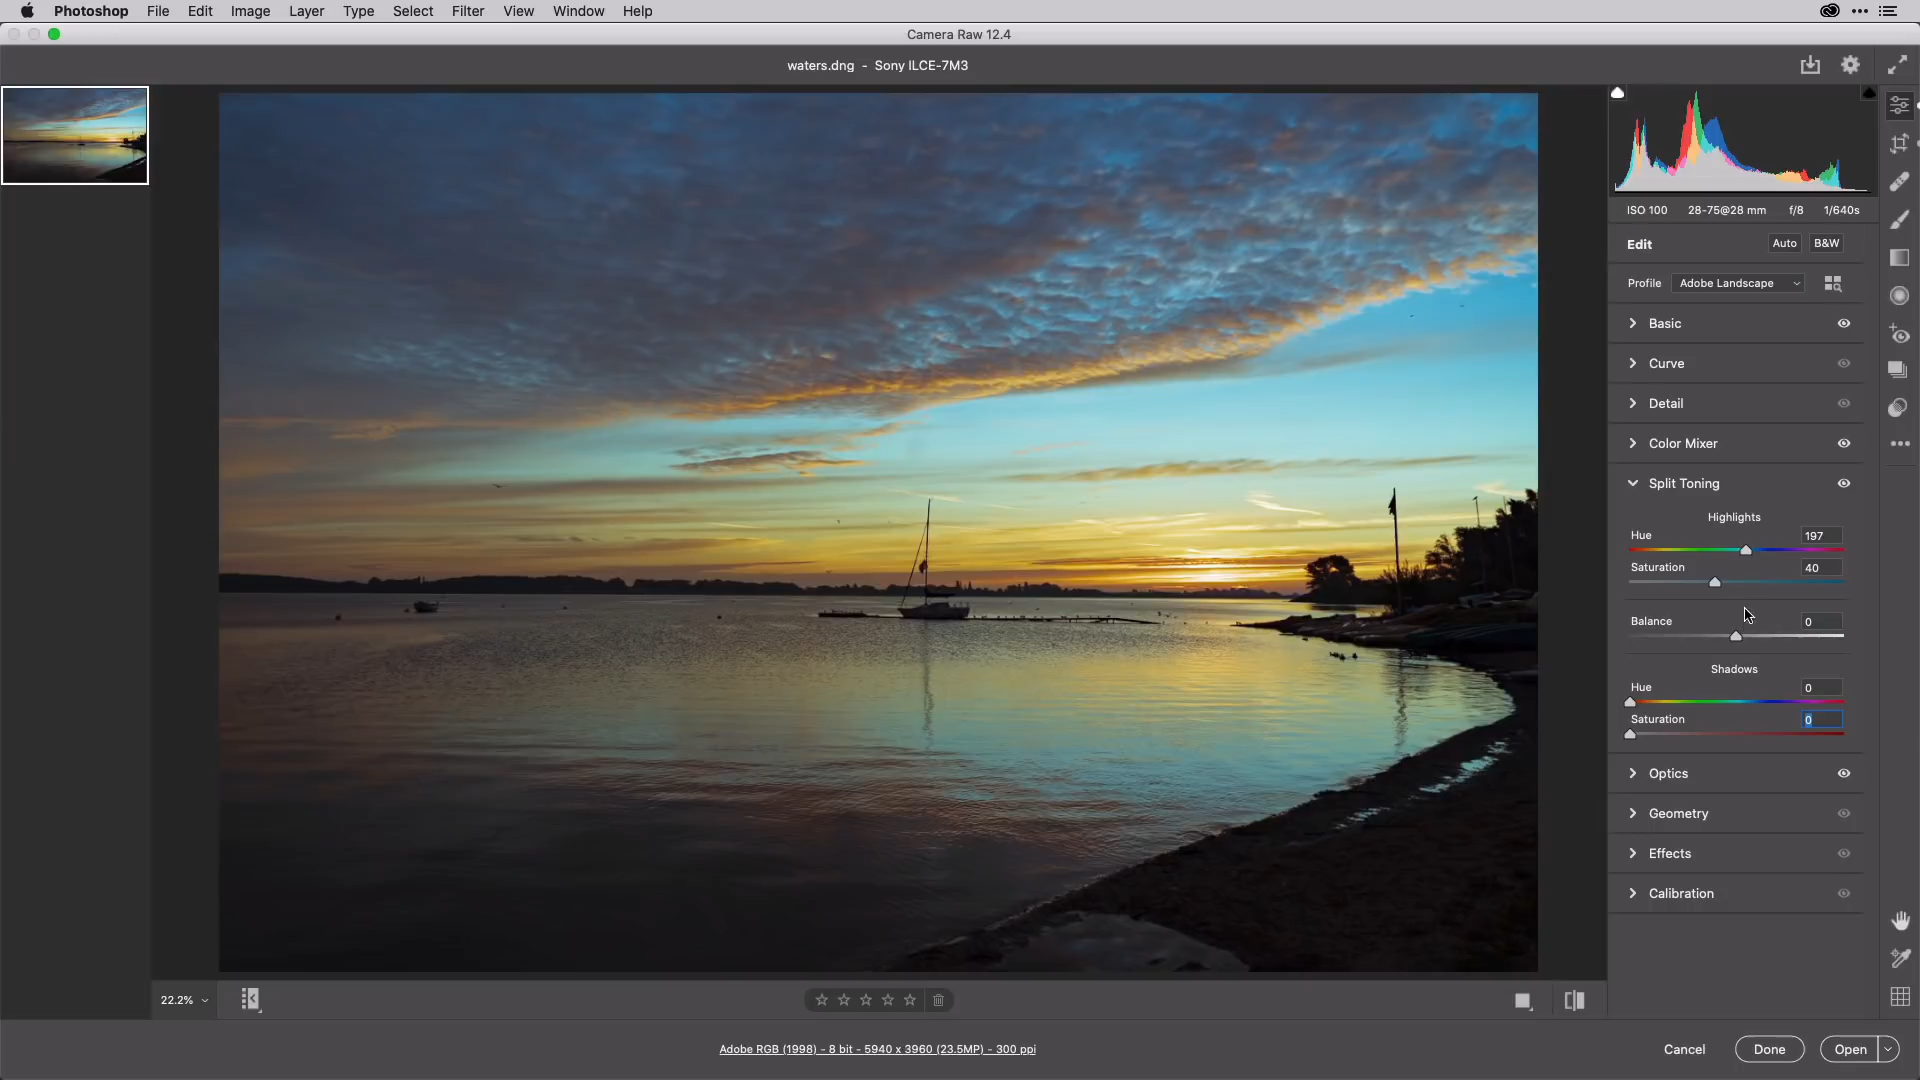 Photoshop File Edit Image Layer Type Select Filter View Window Help
Camera Raw 12.4
waters.dng - Sony ILCE-7M3
ISO 100 28-75@28 mm f/8 1/640s
Edit Auto B&W
Profile Adobe Landscape
Basic
Curve
Detail
Color Mixer
Split Toning
Highlights
Hue 197
Saturation 40
Balance 0
Shadows
Hue 0
Saturation 0
Optics
Geometry
Effects
Calibration
22.2%
Adobe RGB (1998) - 8 bit - 5940 x 3960 (23.5MP) - 300 ppi
Cancel Done Open